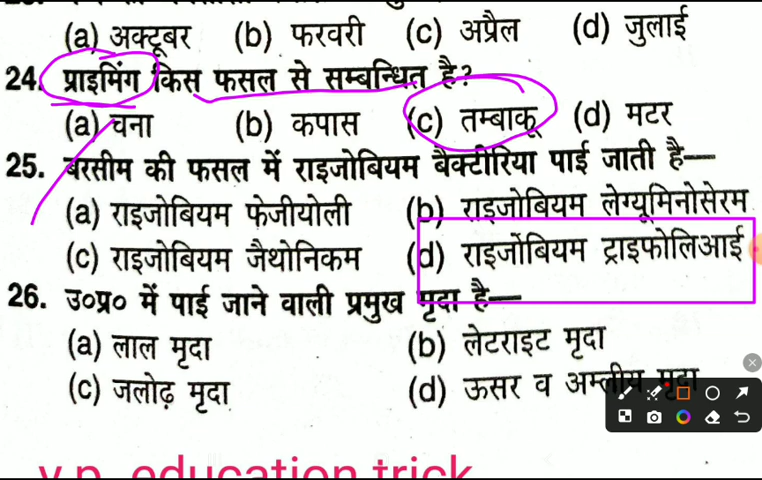 (a) अक्टूबर (b) फरवरी (c) अप्रैल (d) जुलाई
24. प्राइमिंग किस फसल से सम्बन्धित है?
(a) चना (b) कपास (c) तम्बाकू (d) मटर
25. बरसीम की फसल में राइजोबियम बैक्टीरिया पाई जाती है—
(a) राइजोबियम फेजीयोली (b) राइजोबियम लेग्यूमिनोसेरम
(c) राइजोबियम जैथोनिकम (d) राइजोबियम ट्राइफोलिआई
26. उ०प्र० में पाई जाने वाली प्रमुख मृदा है—
(a) लाल मृदा (b) लेटराइट मृदा
(c) जलोढ़ मृदा (d) ऊसर व अम्लीय मृदा
v.p. education trick